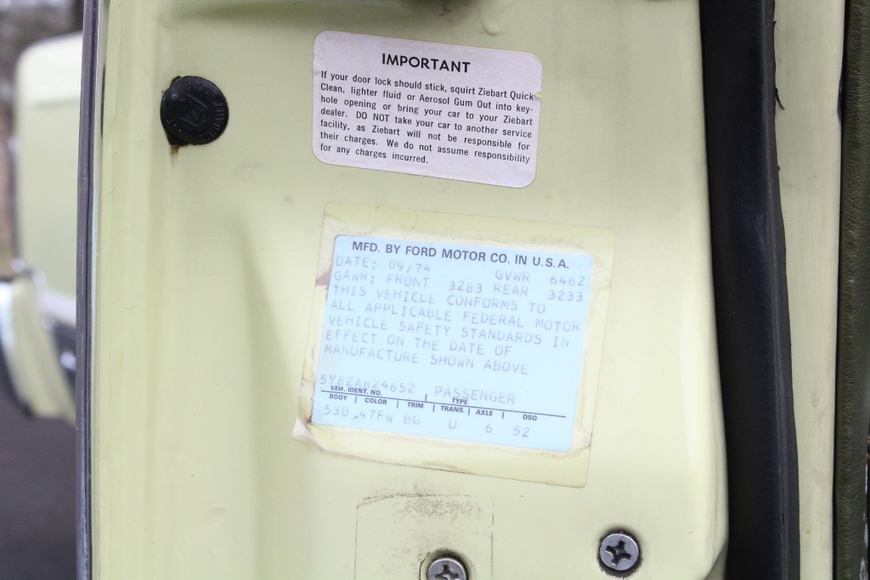 IMPORTANT
If your door lock should stick, squirt Ziebart Quick
Clean, lighter fluid or Aerosol Gum Out into key-
hole opening or bring your car to your Ziebart
dealer. DO NOT take your car to another service
facility, as Ziebart will not be responsible for
their charges. We do not assume responsibility
for any charges incurred.
MFD. BY FORD MOTOR CO. IN U.S.A.
DATE: 09/74 GVWR 6462
GAWR: FRONT 3283 REAR 3233
THIS VEHICLE CONFORMS TO
ALL APPLICABLE FEDERAL MOTOR
VEHICLE SAFETY STANDARDS IN
EFFECT ON THE DATE OF
MANUFACTURE SHOWN ABOVE
5Y82A824652 PASSENGER
VEH. IDENT. NO. TYPE
BODY COLOR TRIM TRANS. AXLE DSO
53B 47FW BG U 6 52